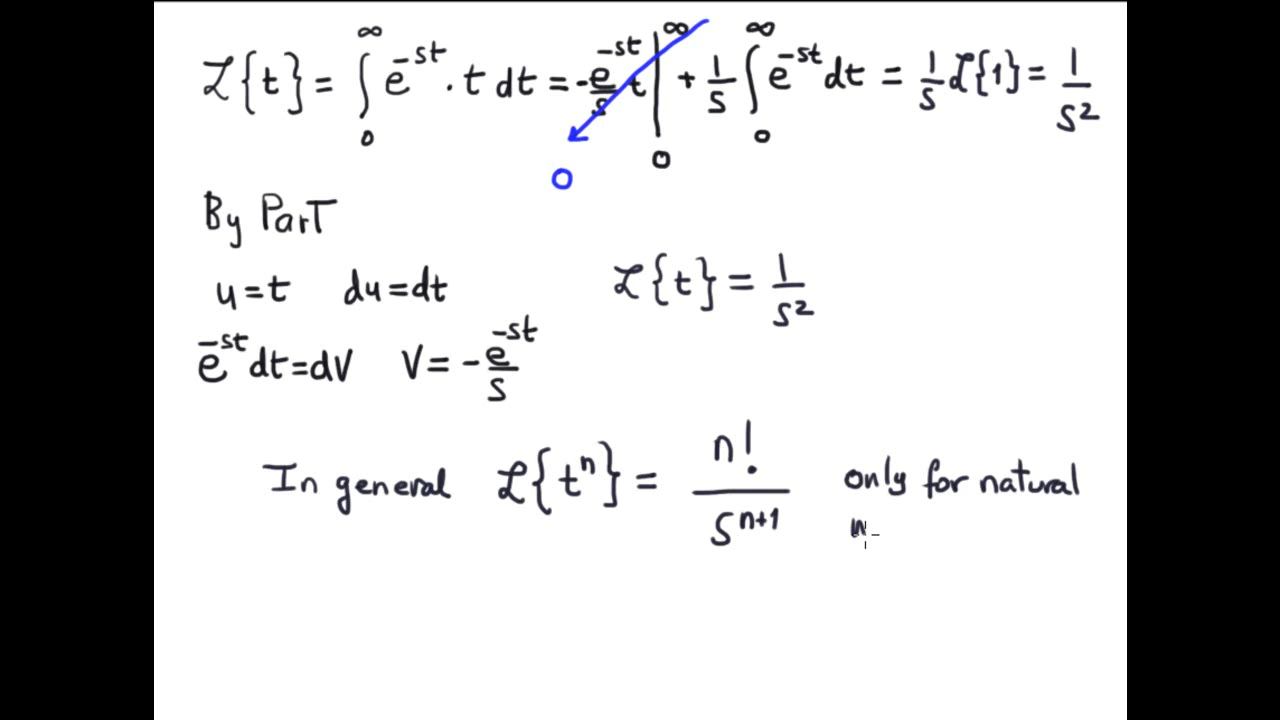 ℒ{t} = ∫₀^∞ e^-st · t dt = -e^-st/s t |₀^∞ + 1/s ∫₀^∞ e^-st dt = 1/s ℒ{1} = 1/s²
0
By ParT
u=t du=dt
ℒ{t} = 1/s²
e^-st dt=dV V= -e^-st/s
In general ℒ{t^n} = n!/s^n+1 only for natural